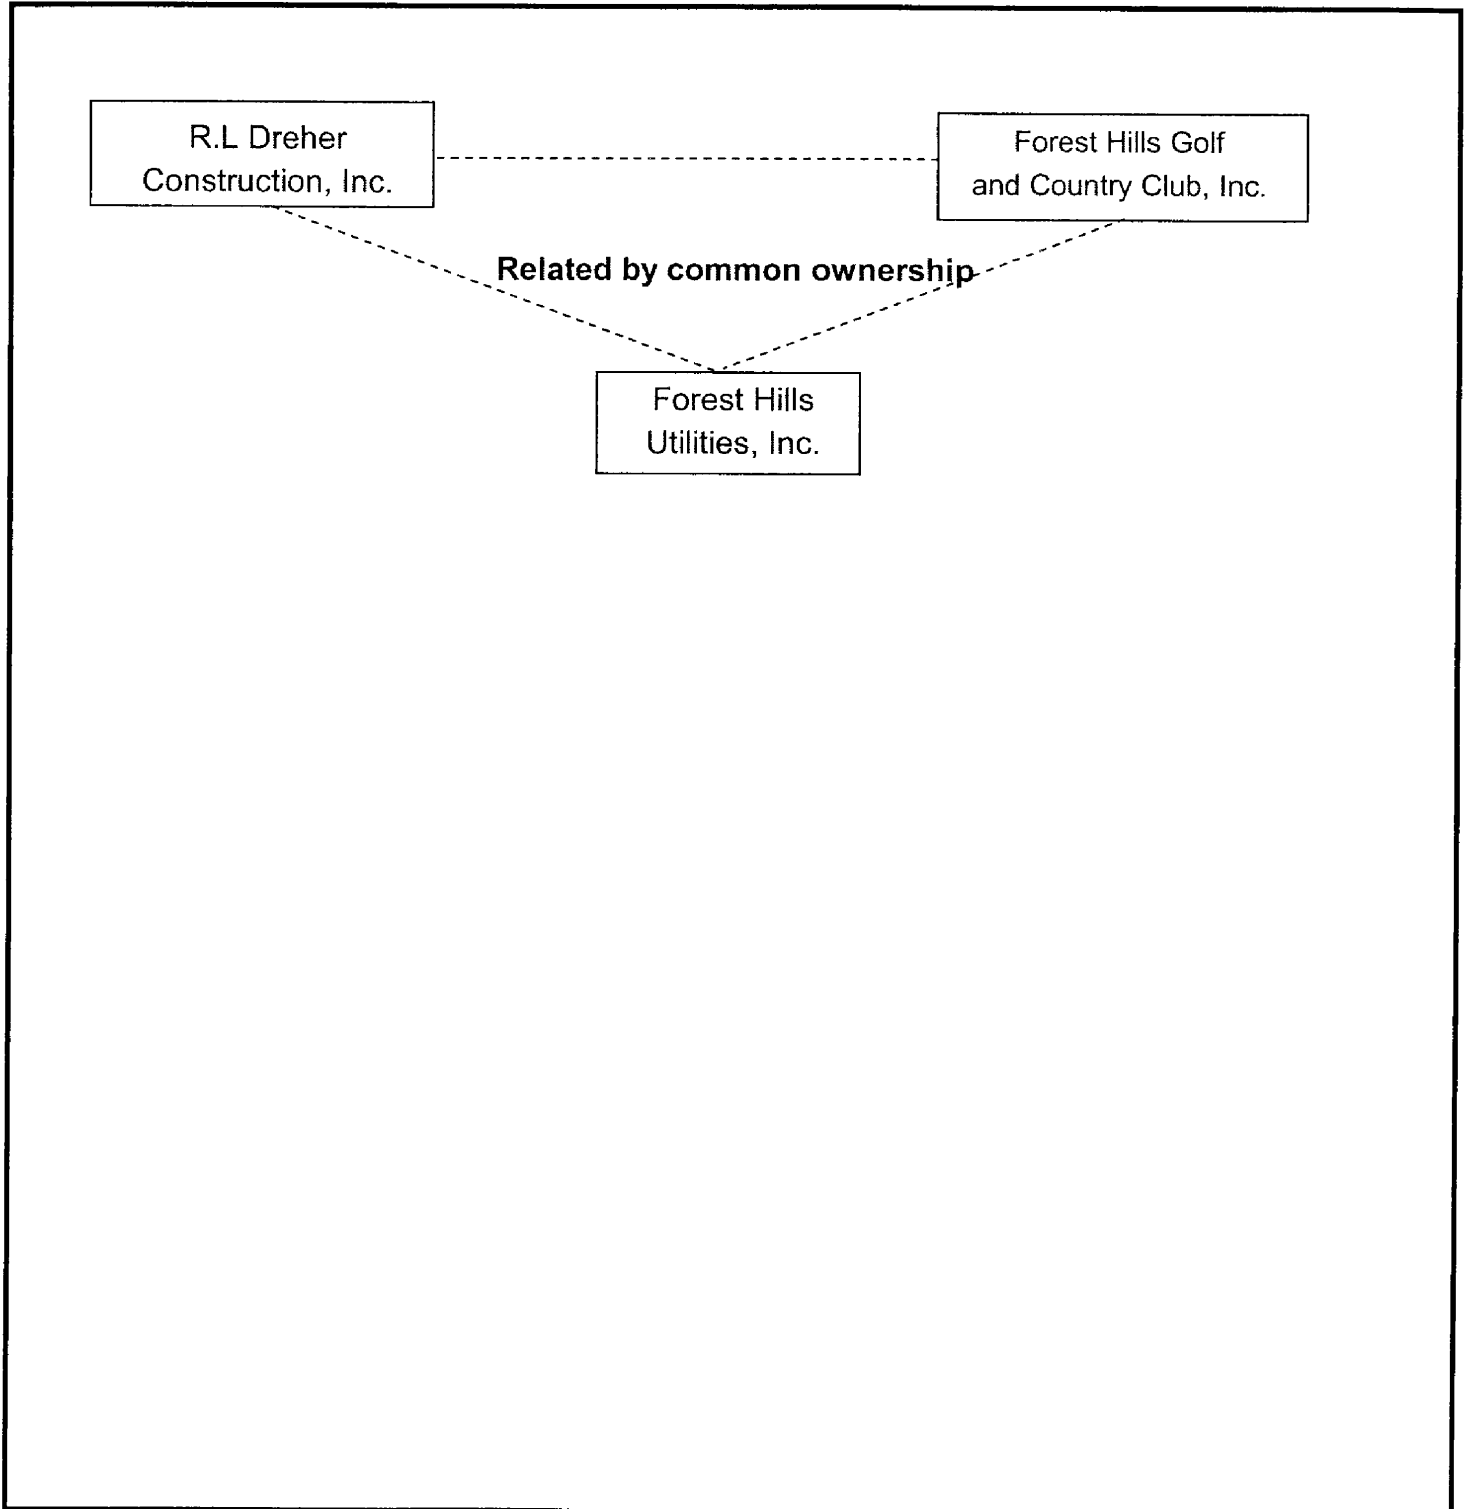 R.L Dreher
Construction, Inc.
Forest Hills Golf
and Country Club, Inc.
Related by common ownership
Forest Hills
Utilities, Inc.